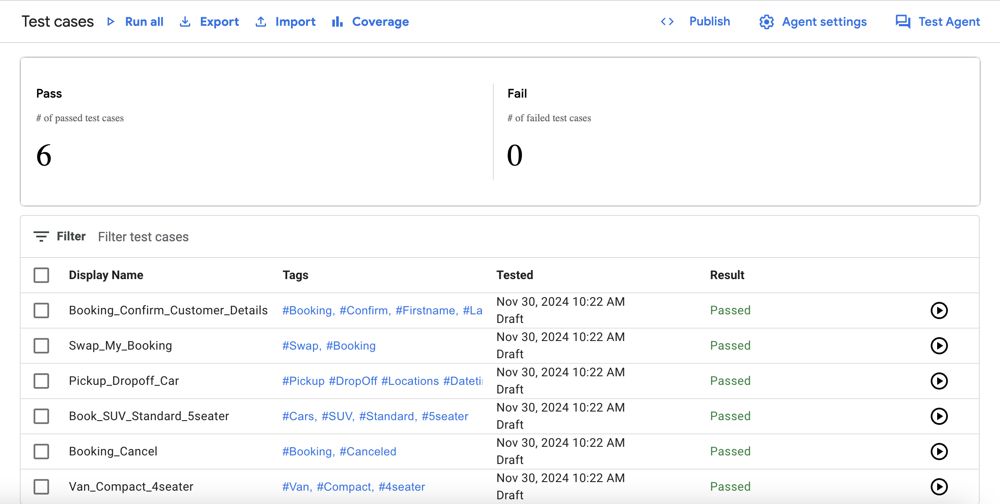 Test cases Run all Export Import Coverage Publish Agent settings Test Agent
Pass
# of passed test cases
6
Fail
# of failed test cases
0
Filter Filter test cases
Display Name Tags Tested Result
Booking_Confirm_Customer_Details #Booking, #Confirm, #Firstname, #La Nov 30, 2024 10:22 AM Passed
Draft
Swap_My_Booking #Swap, #Booking Nov 30, 2024 10:22 AM Passed
Draft
Pickup_Dropoff_Car #Pickup #DropOff #Locations #Dateti Nov 30, 2024 10:22 AM Passed
Draft
Book_SUV_Standard_5seater #Cars, #SUV, #Standard, #5seater Nov 30, 2024 10:22 AM Passed
Draft
Booking_Cancel #Booking, #Canceled Nov 30, 2024 10:22 AM Passed
Draft
Van_Compact_4seater #Van, #Compact, #4seater Nov 30, 2024 10:22 AM Passed
Draft